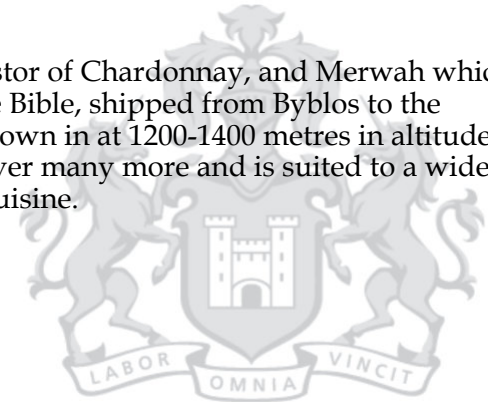 stor of Chardonnay, and Merwah whic
e Bible, shipped from Byblos to the
own in at 1200-1400 metres in altitude
ver many more and is suited to a wide
uisine.
LABOR OMNIA VINCIT